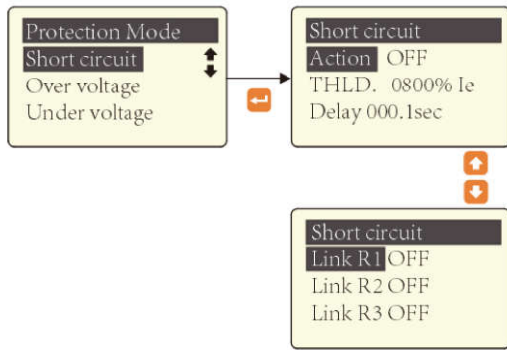 Protection Mode
Short circuit
Over voltage
Under voltage
Short circuit
Action OFF
THLD. 0800% Ie
Delay 000.1sec
Short circuit
Link R1 OFF
Link R2 OFF
Link R3 OFF